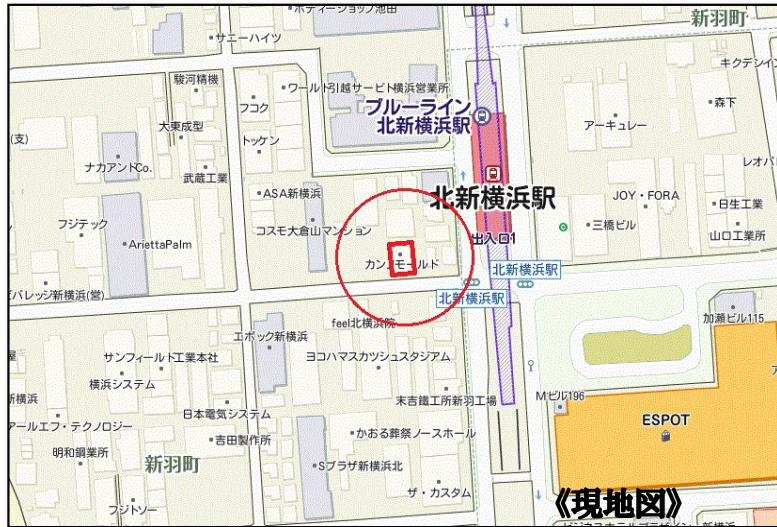 ボディーショップ池田
新羽町
サニーハイツ
駿河精機
ワールド引越サービト横浜営業所
キクデシイン
フコク
ブルーライン
北新横浜駅
森下
アーキュレー
大東成型
トッケン
(支)
ナカアンドCo.
武蔵工業
レオパ
ASA新横浜
北新横浜駅
JOY・FORA
日生工業
フジテック
コスモ大倉山マンション
三橋ビル
山口工業所
AriettaPalm
出入口1
カンノモールド
北新横浜駅
ビバレッジ新横浜(営)
北新横浜駅
feel北横浜院
加瀬ビル115
エポック新横浜
サンフィールド工業本社
ヨコハマスカッシュスタジアム
横浜システム
新横浜
末吉鐵工所新羽工場
Mビル196
日本電気システム
ESPOT
アールエフ・テクノロジー
吉田製作所
かおる葬祭ノースホール
明和鋼業所
新羽町
Sプラザ新横浜北
ザ・カスタム
《現地図》
フジトソー